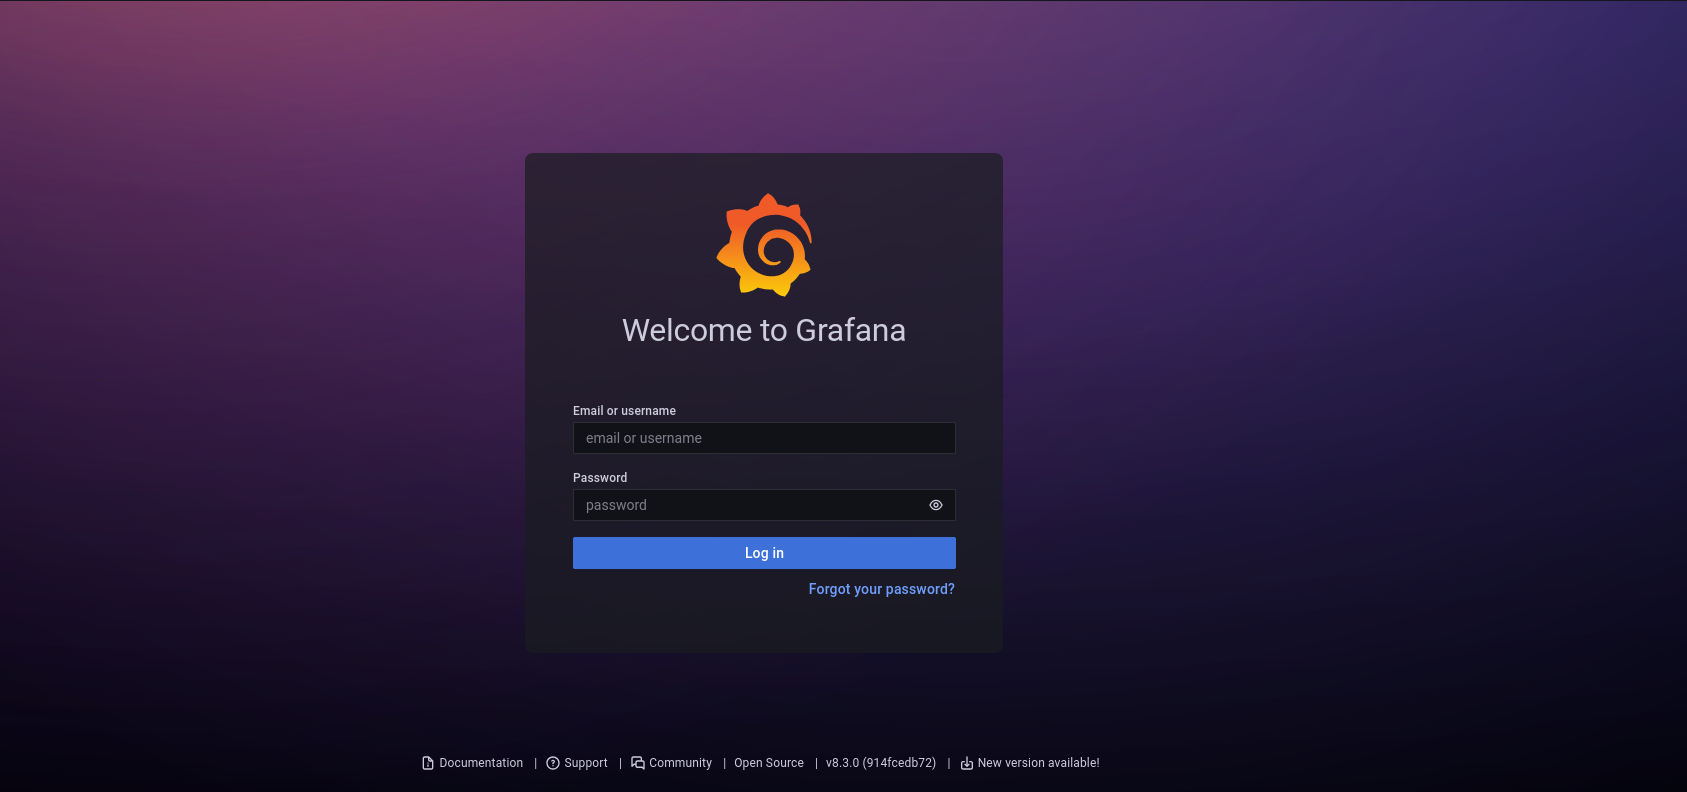 Welcome to Grafana
Email or username
email or username
Password
password
Log in
Forgot your password?
Documentation | Support | Community | Open Source | v8.3.0 (914fcedb72) | New version available!